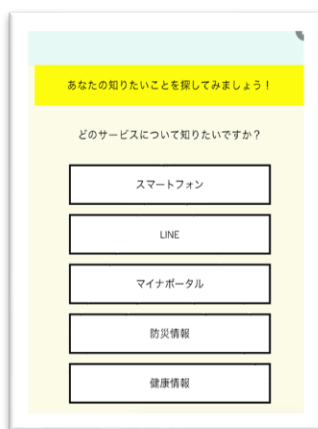 あなたの知りたいことを探してみましょう！
どのサービスについて知りたいですか？
スマートフォン
LINE
マイナポータル
防災情報
健康情報